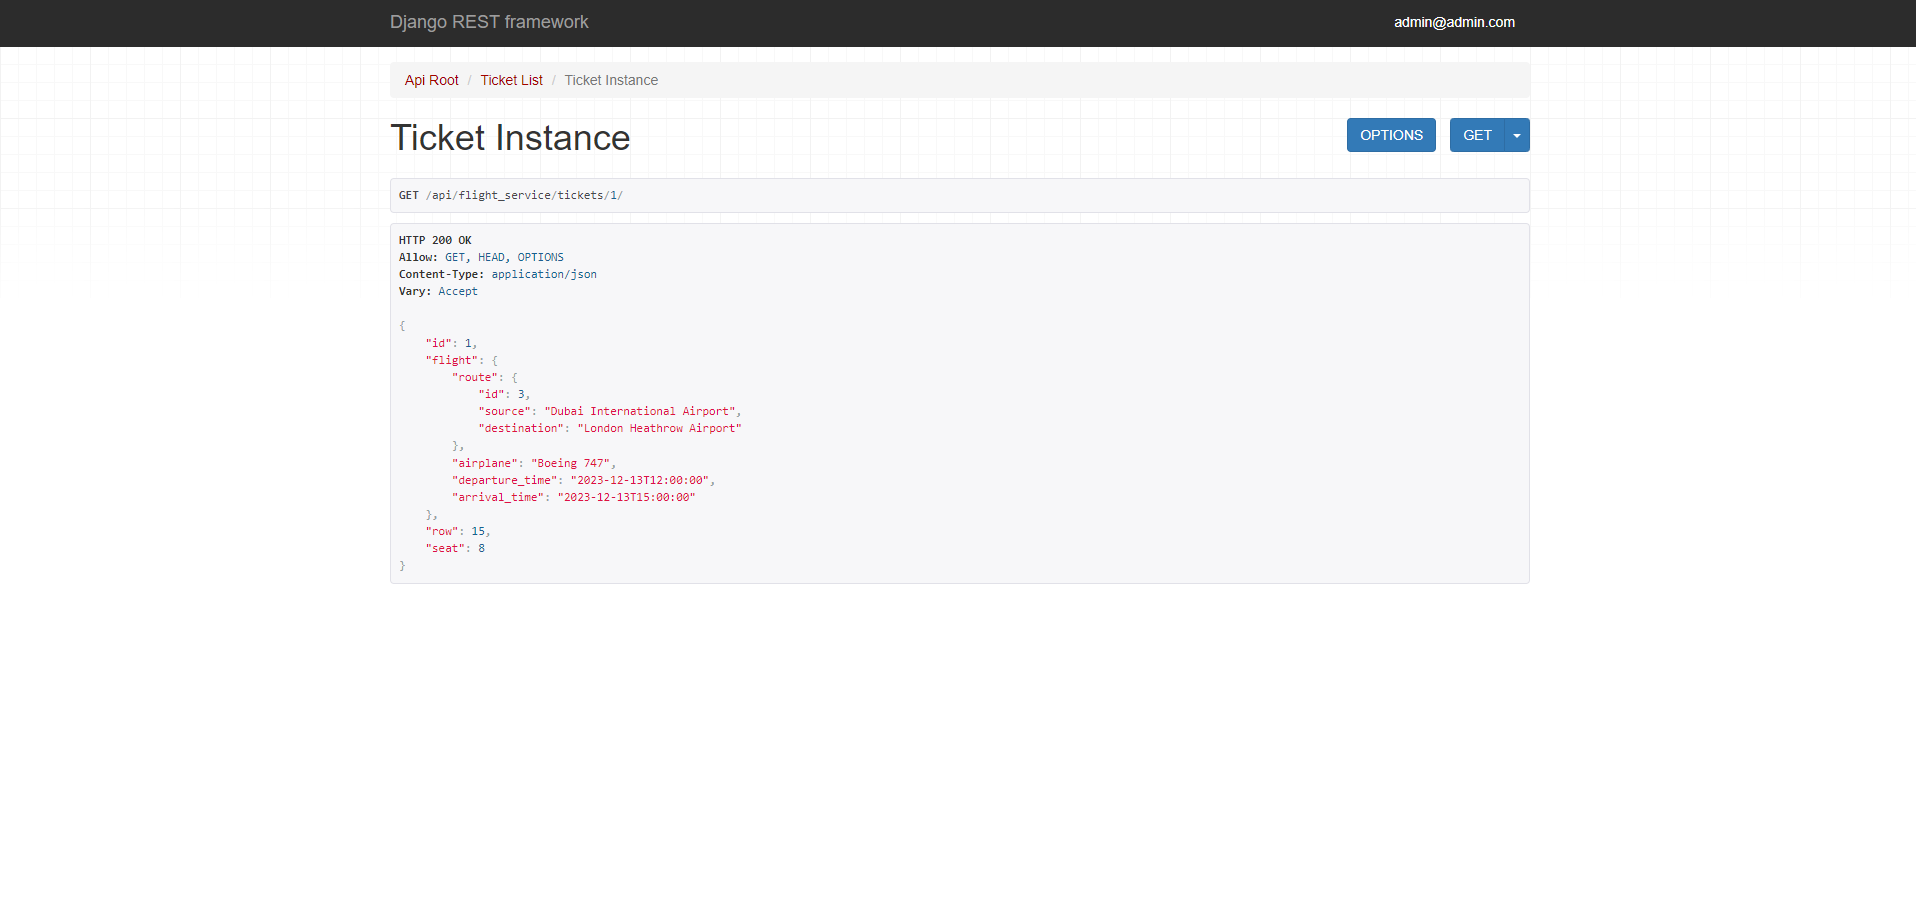 Django REST framework
admin@admin.com
Api Root / Ticket List / Ticket Instance
Ticket Instance
OPTIONS
GET
GET /api/flight_service/tickets/1/
HTTP 200 OK
Allow: GET, HEAD, OPTIONS
Content-Type: application/json
Vary: Accept
{
    "id": 1,
    "flight": {
        "route": {
            "id": 3,
            "source": "Dubai International Airport",
            "destination": "London Heathrow Airport"
        },
        "airplane": "Boeing 747",
        "departure_time": "2023-12-13T12:00:00",
        "arrival_time": "2023-12-13T15:00:00"
    },
    "row": 15,
    "seat": 8
}